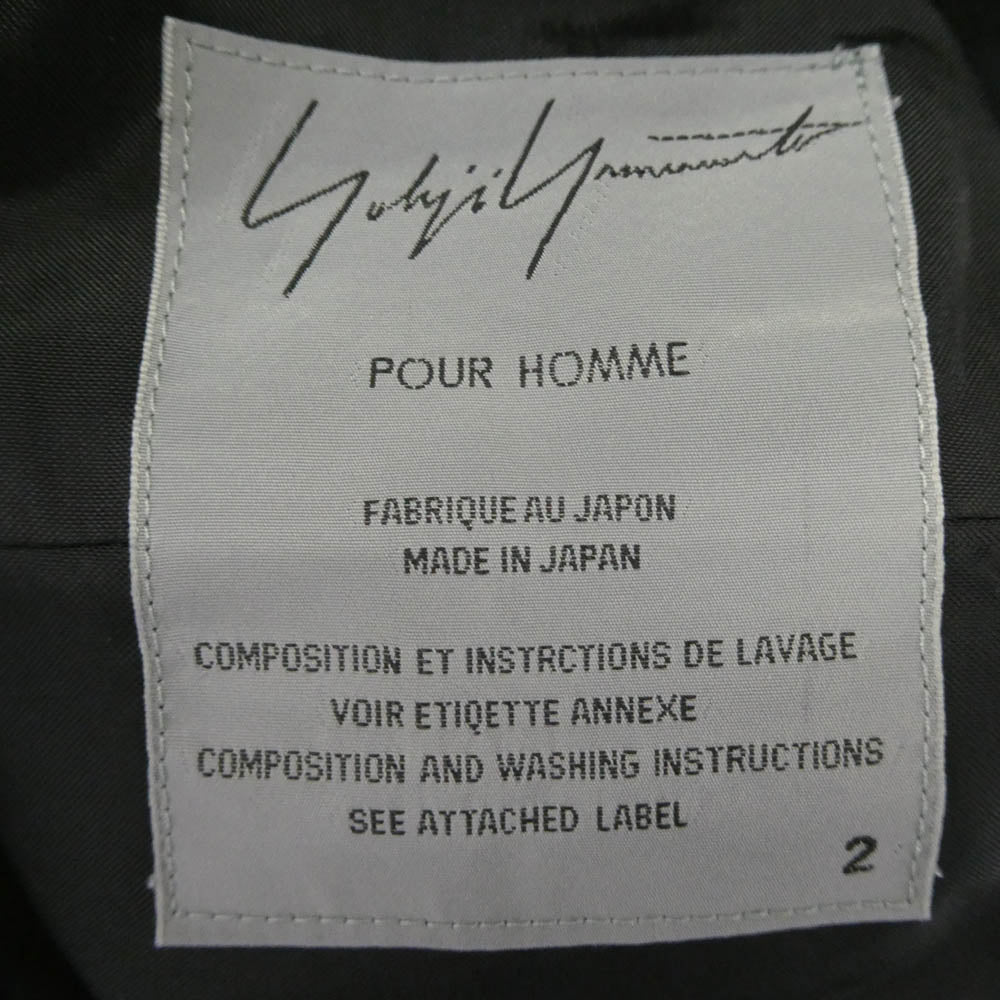 Yohji Yamamoto
POUR HOMME
FABRIQUE AU JAPON
MADE IN JAPAN
COMPOSITION ET INSTRCTIONS DE LAVAGE
VOIR ETIQETTE ANNEXE
COMPOSITION AND WASHING INSTRUCTIONS
SEE ATTACHED LABEL
2